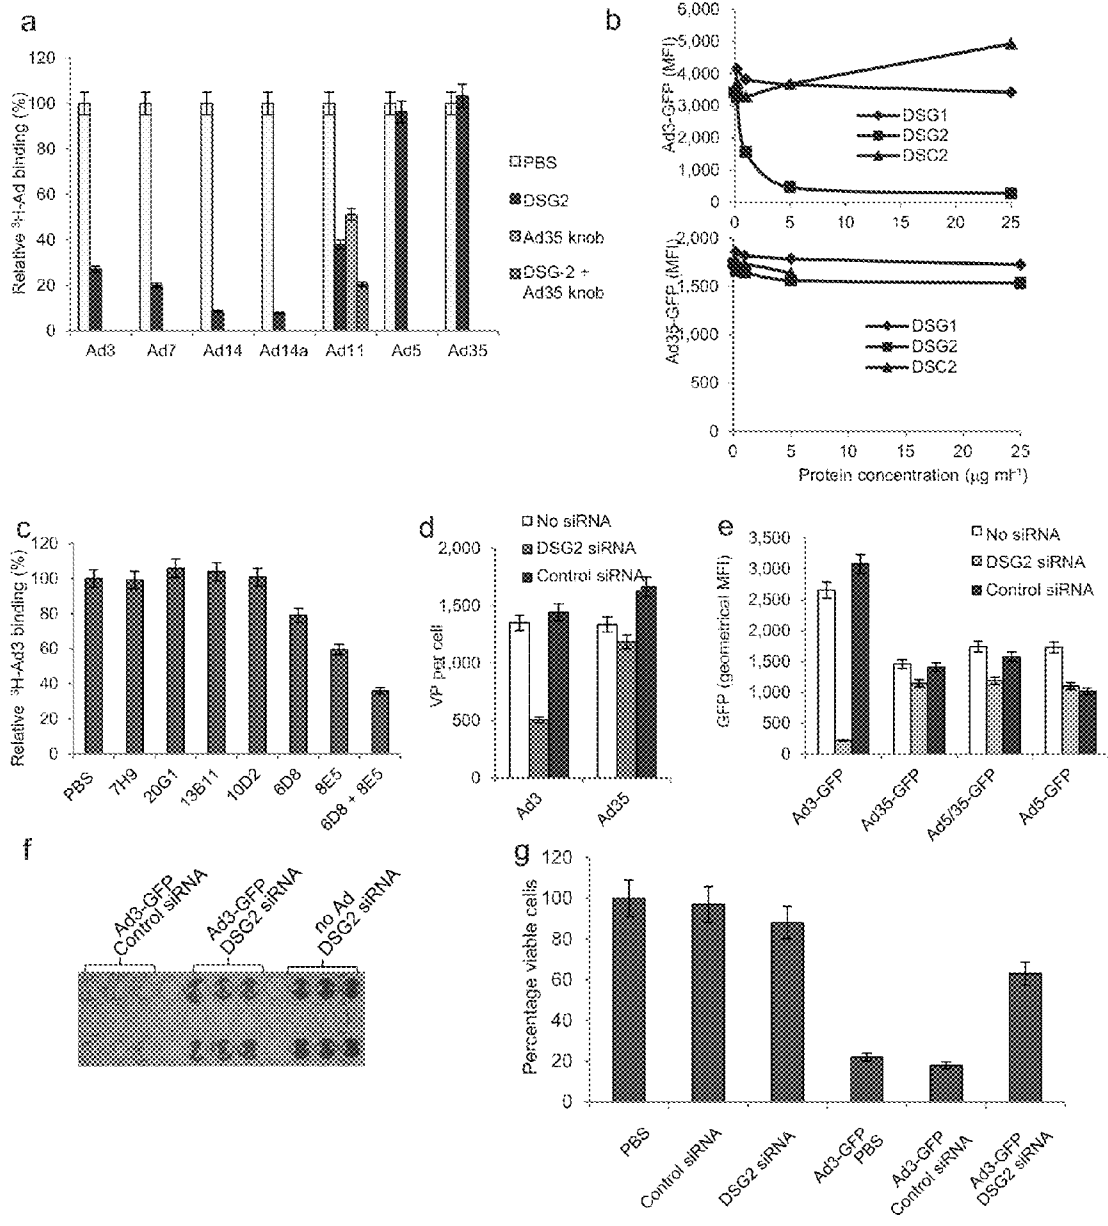 a
120
100
80
60
40
20
0
Relative ³H-Ad binding (%)
Ad3 Ad7 Ad14 Ad14a Ad11 Ad5 Ad35
PBS
DSG2
Ad35 knob
DSG-2 +
Ad35 knob
b
6,000
5,000
4,000
3,000
2,000
1,000
0
Ad3-GFP (MFI)
DSG1
DSG2
DSC2
0 5 10 15 20 25
2,000
1,500
1,000
500
0
Ad35-GFP (MFI)
DSG1
DSG2
DSC2
0 5 10 15 20 25
Protein concentration (µg ml⁻¹)
c
120
100
80
60
40
20
0
Relative ³H-Ad3 binding (%)
PBS
7H9
20G1
13B11
10D2
6D8
8E5
6D8 + 8E5
d
No siRNA
DSG2 siRNA
Control siRNA
2,000
1,500
1,000
500
0
VP per cell
Ad3
Ad35
e
No siRNA
DSG2 siRNA
Control siRNA
3,500
3,000
2,500
2,000
1,500
1,000
500
0
GFP (geometrical MFI)
Ad3-GFP
Ad35-GFP
Ad5/35-GFP
Ad5-GFP
f
Ad3-GFP
Control siRNA
Ad3-GFP
DSG2 siRNA
no Ad
DSG2 siRNA
g
120
100
80
60
40
20
0
Percentage viable cells
PBS
Control siRNA
DSG2 siRNA
Ad3-GFP
PBS
Ad3-GFP
Control siRNA
Ad3-GFP
DSG2 siRNA